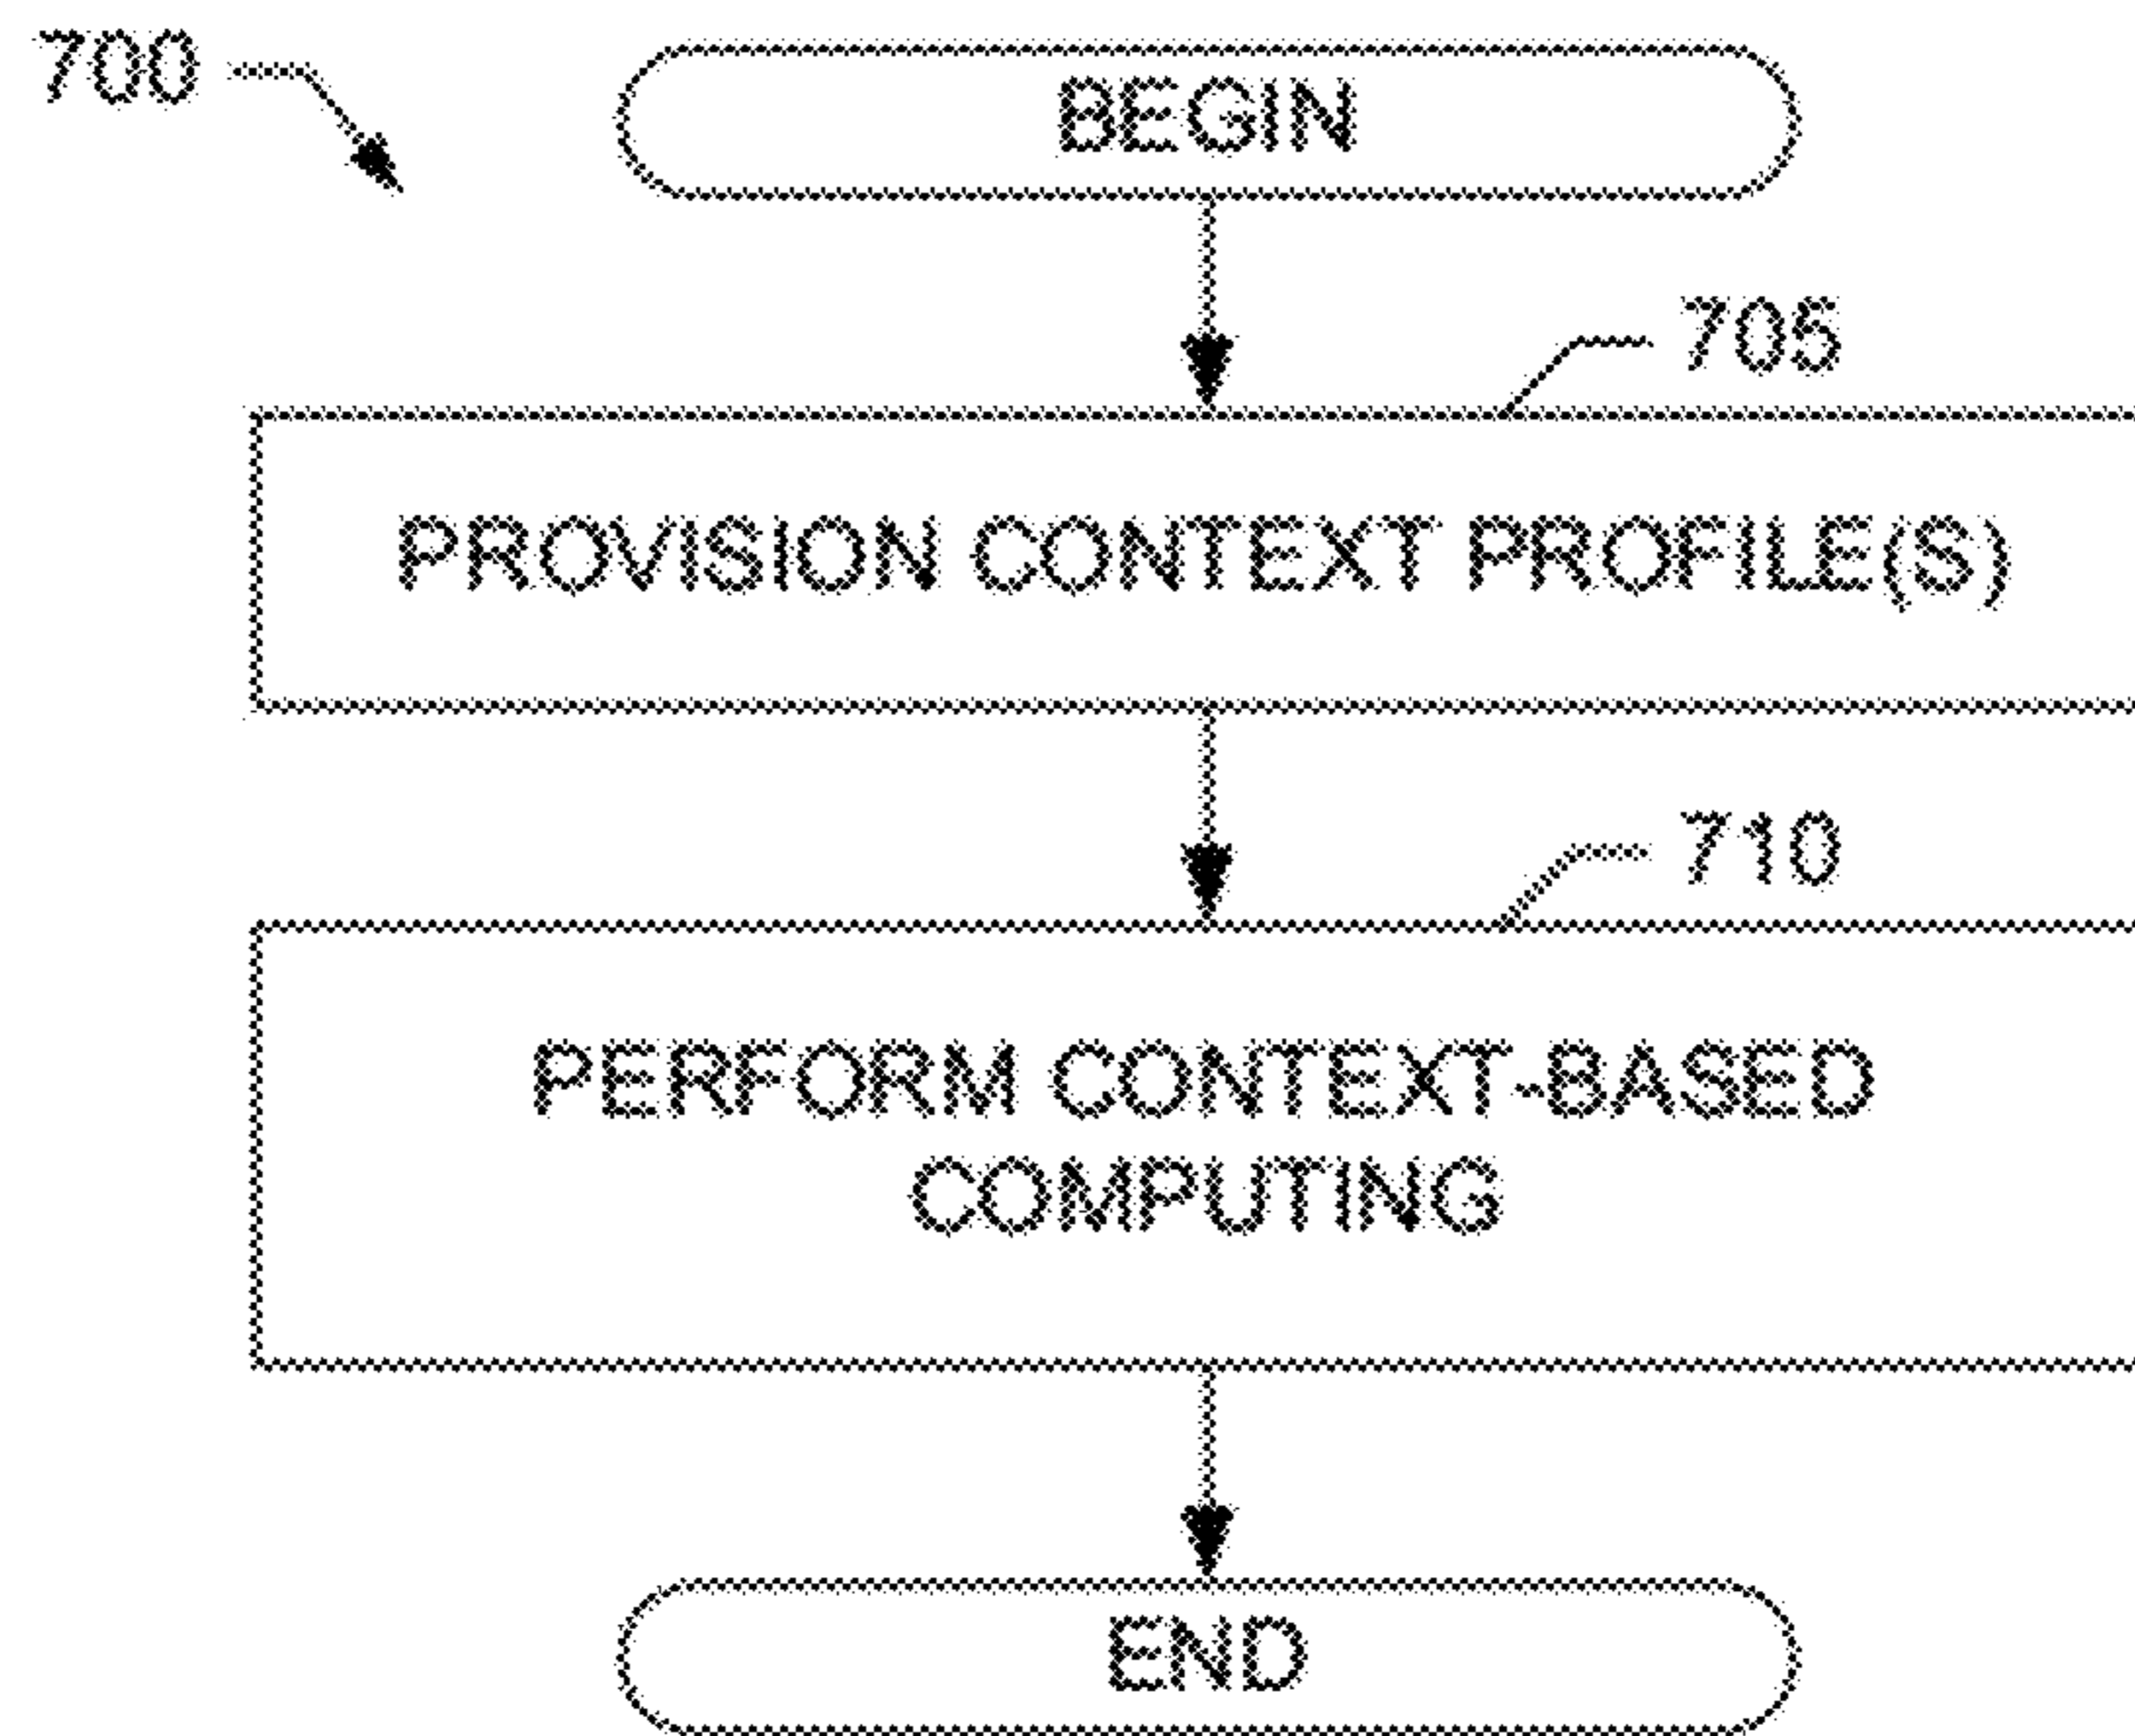 700
BEGIN
705
PROVISION CONTEXT PROFILE(S)
710
PERFORM CONTEXT-BASED
COMPUTING
END